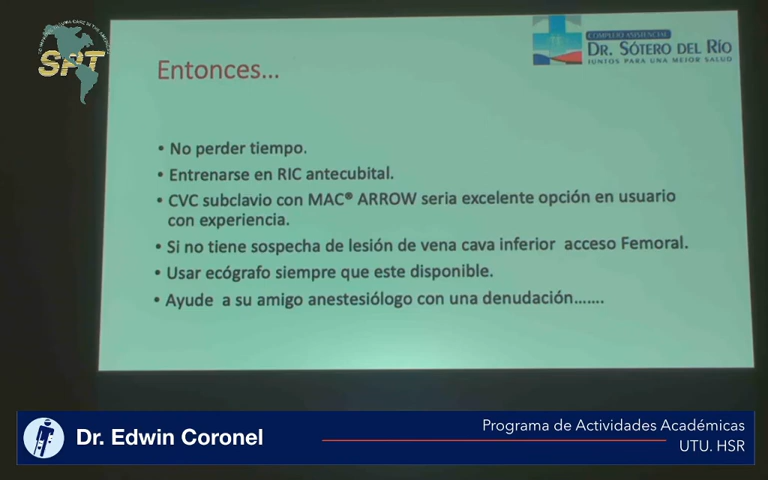 SPT
COMPLEJO ASISTENCIAL
DR. SÓTERO DEL RÍO
JUNTOS PARA UNA MEJOR SALUD
Entonces...
• No perder tiempo.
• Entrenarse en RIC antecubital.
• CVC subclavio con MAC® ARROW seria excelente opción en usuario
con experiencia.
• Si no tiene sospecha de lesión de vena cava inferior acceso Femoral.
• Usar ecógrafo siempre que este disponible.
• Ayude a su amigo anestesiólogo con una denudación.......
Dr. Edwin Coronel
Programa de Actividades Académicas
UTU. HSR